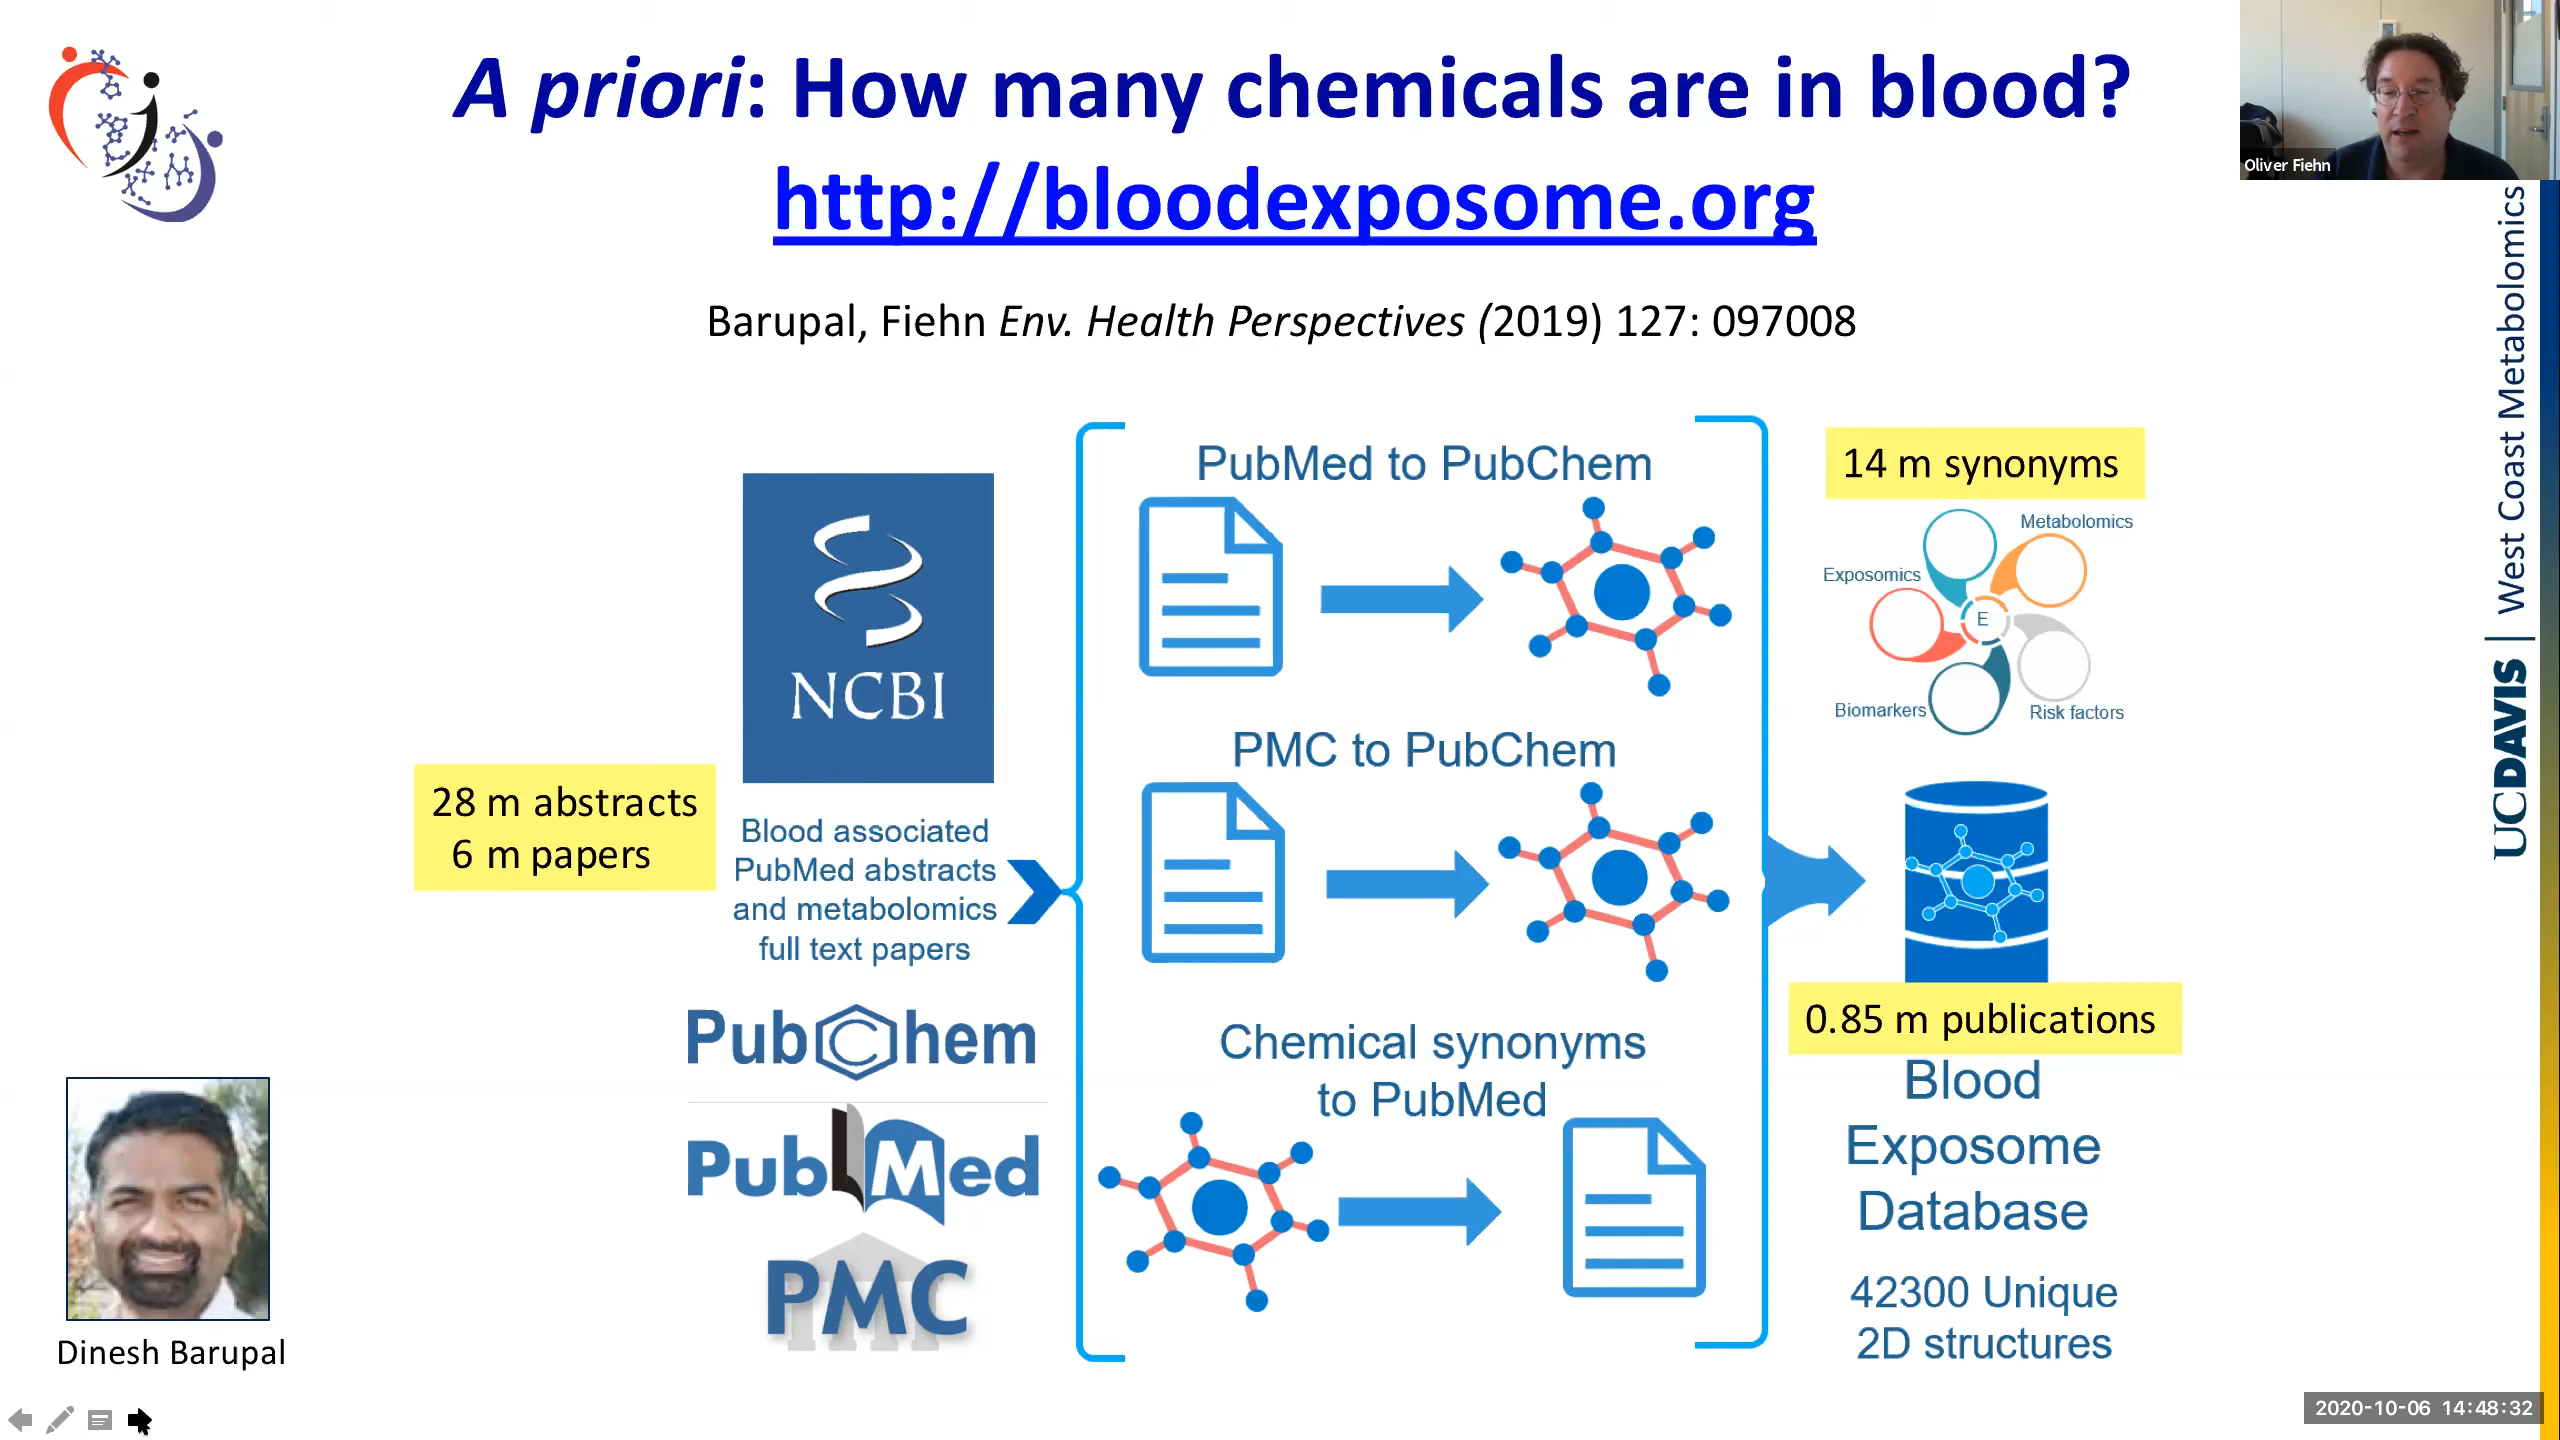 A priori: How many chemicals are in blood?
http://bloodexposome.org
Oliver Fiehn
Barupal, Fiehn Env. Health Perspectives (2019) 127: 097008
NCBI
28 m abstracts
6 m papers
Blood associated
PubMed abstracts
and metabolomics
full text papers
PubChem
PubMed
PMC
PubMed to PubChem
PMC to PubChem
Chemical synonyms
to PubMed
14 m synonyms
Metabolomics
Exposomics
E
Biomarkers
Risk factors
0.85 m publications
Blood
Exposome
Database
42300 Unique
2D structures
Dinesh Barupal
UCDAVIS | West Coast Metabolomics
2020-10-06 14:48:32